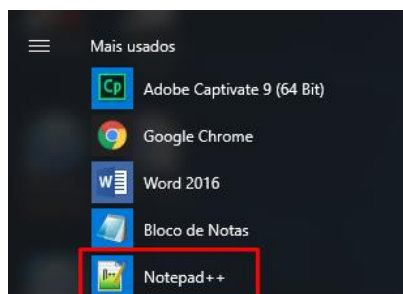 Mais usados
Cp Adobe Captivate 9 (64 Bit)
Google Chrome
W Word 2016
Bloco de Notas
Notepad++